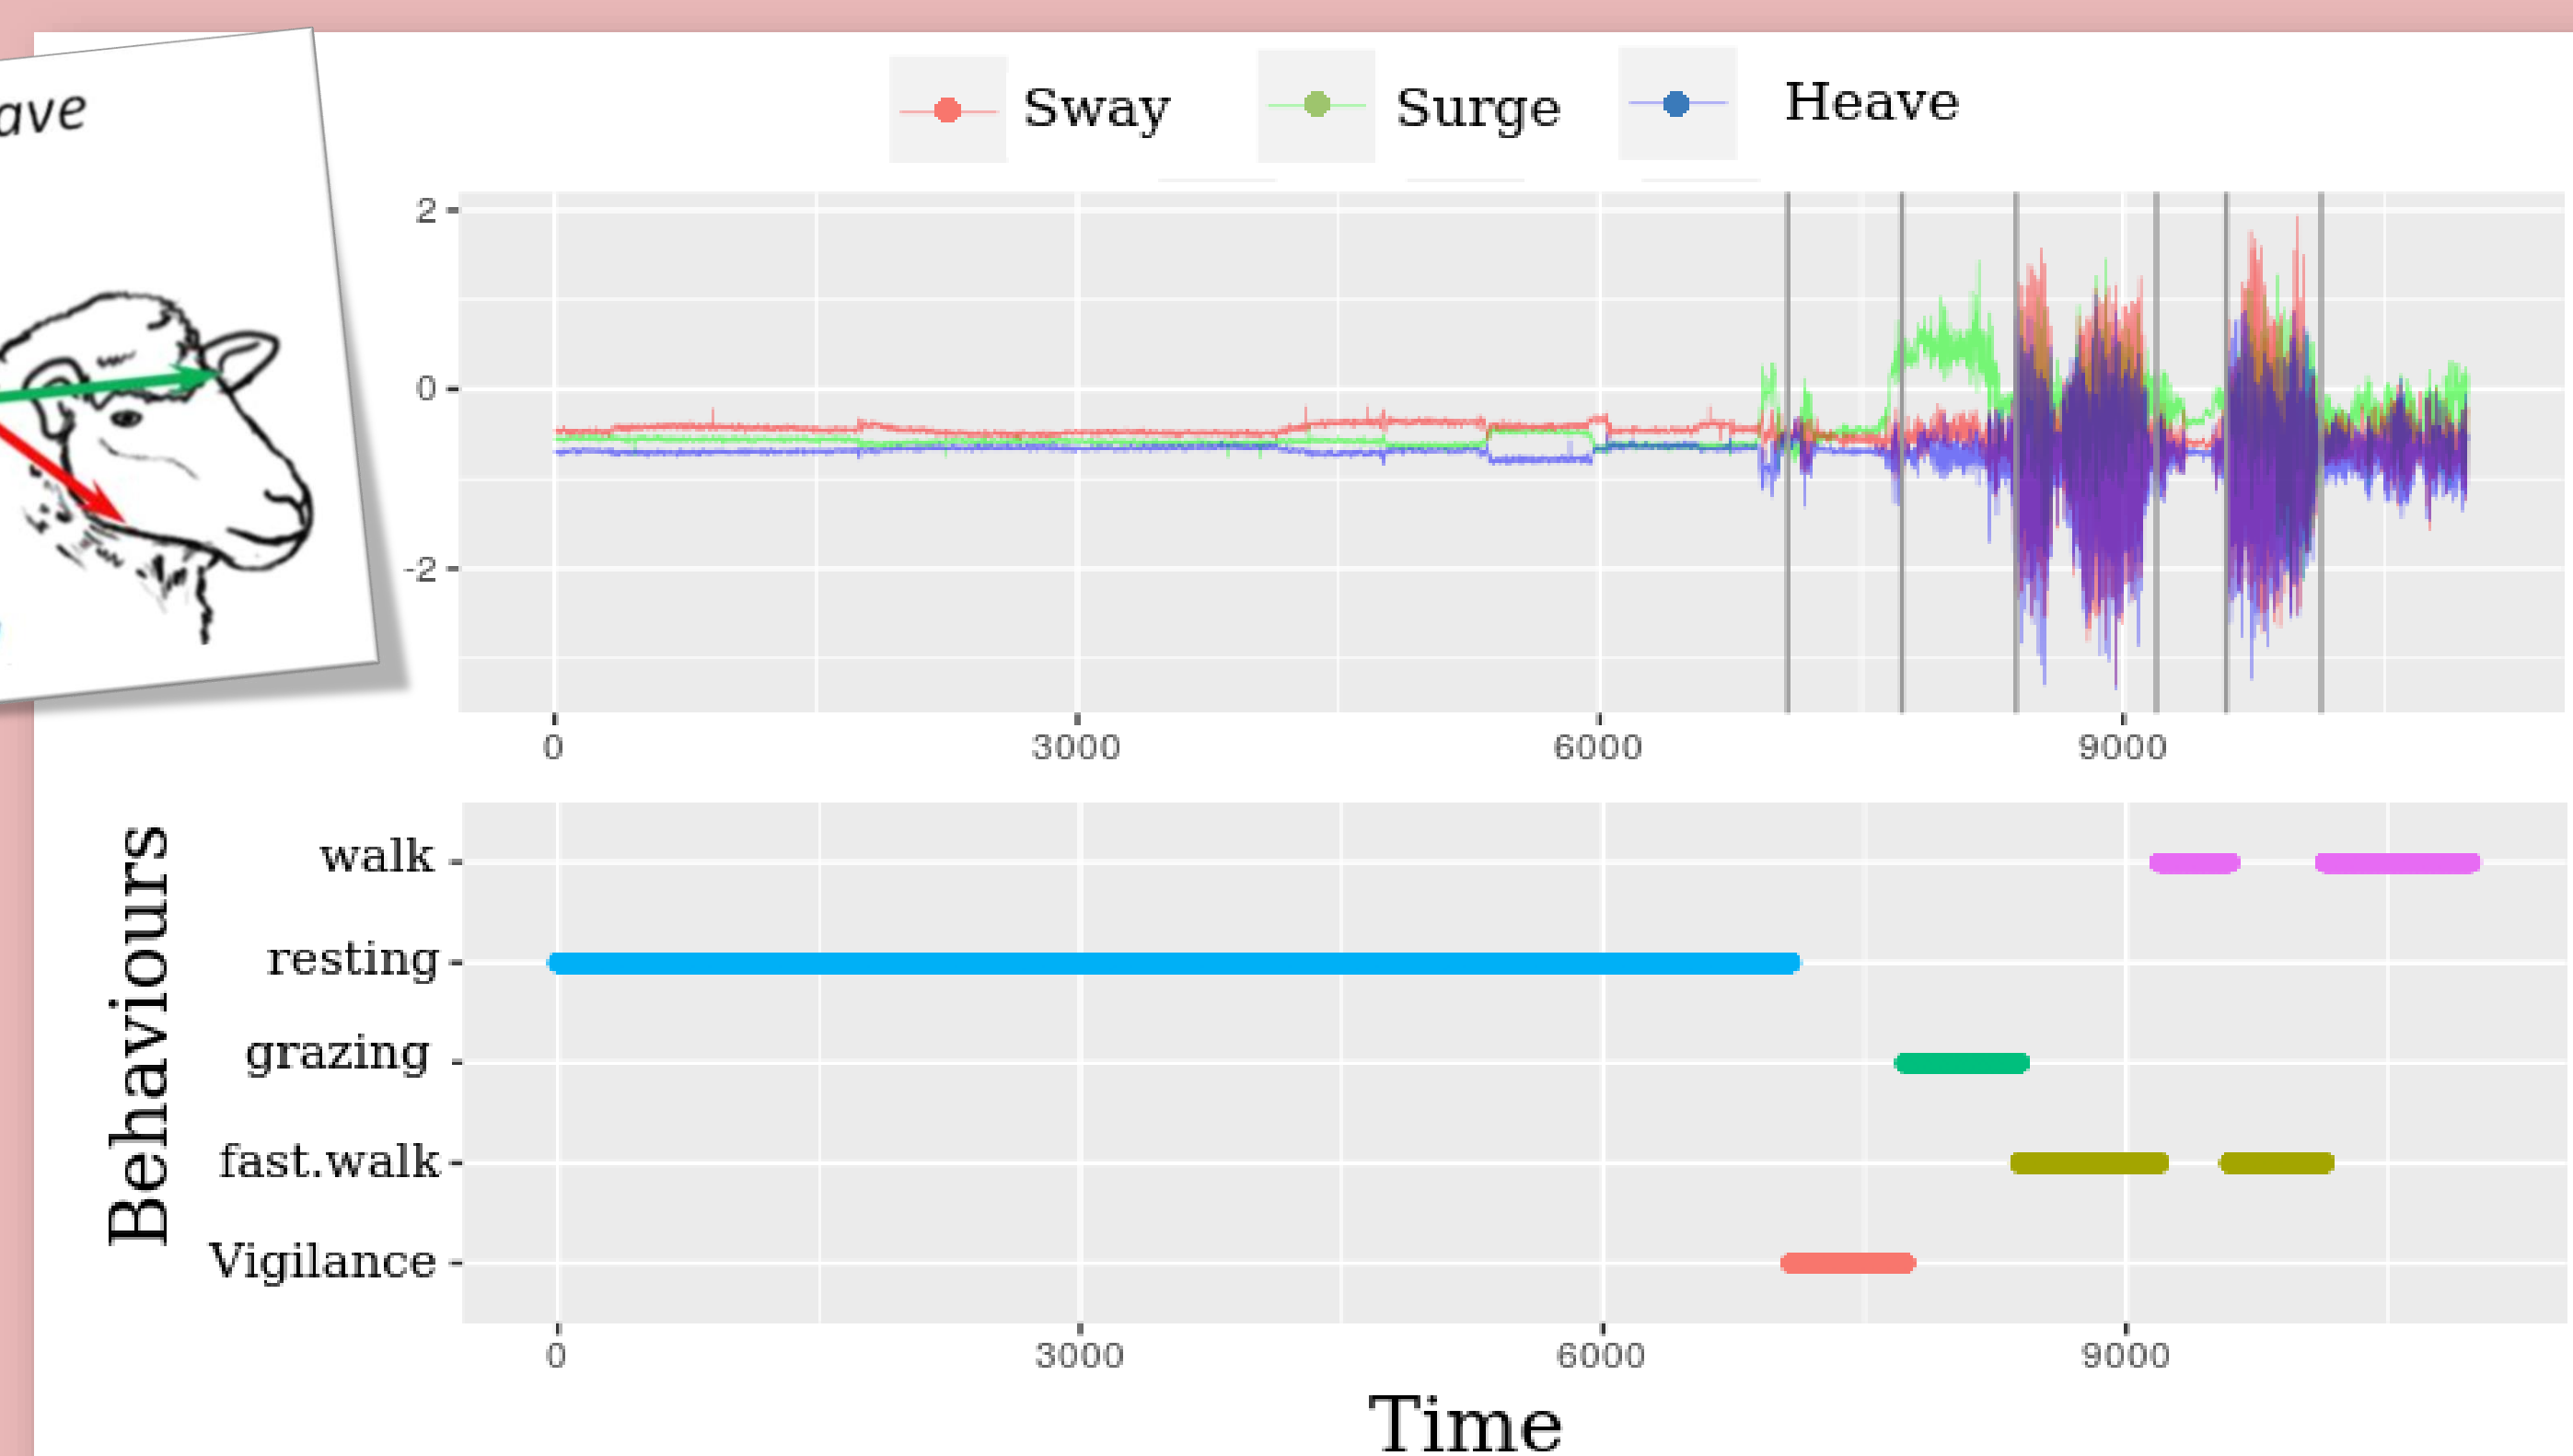 ave
Sway Surge Heave
2
0
-2
0 3000 6000 9000
Behaviours
walk
resting
grazing
fast.walk
Vigilance
0 3000 6000 9000
Time